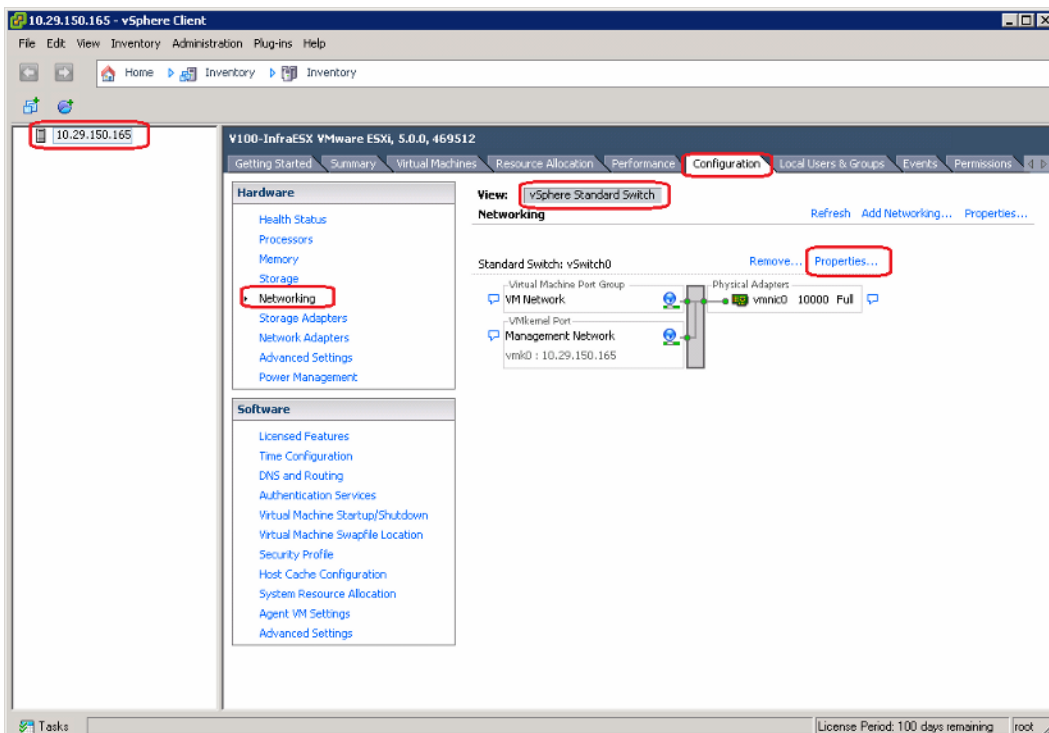 10.29.150.165 - vSphere Client
File Edit View Inventory Administration Plug-ins Help
Home Inventory Inventory
10.29.150.165
V100-InfraESX VMware ESXi, 5.0.0, 469512
Getting Started Summary Virtual Machines Resource Allocation Performance Configuration Local Users & Groups Events Permissions
Hardware
Health Status
Processors
Memory
Storage
Networking
Storage Adapters
Network Adapters
Advanced Settings
Power Management
Software
Licensed Features
Time Configuration
DNS and Routing
Authentication Services
Virtual Machine Startup/Shutdown
Virtual Machine Swapfile Location
Security Profile
Host Cache Configuration
System Resource Allocation
Agent VM Settings
Advanced Settings
View: vSphere Standard Switch
Networking
Refresh Add Networking... Properties...
Standard Switch: vSwitch0 Remove... Properties...
Virtual Machine Port Group
VM Network
VMkernel Port
Management Network
vmk0 : 10.29.150.165
Physical Adapters
vmnic0 10000 Full
Tasks
License Period: 100 days remaining
root